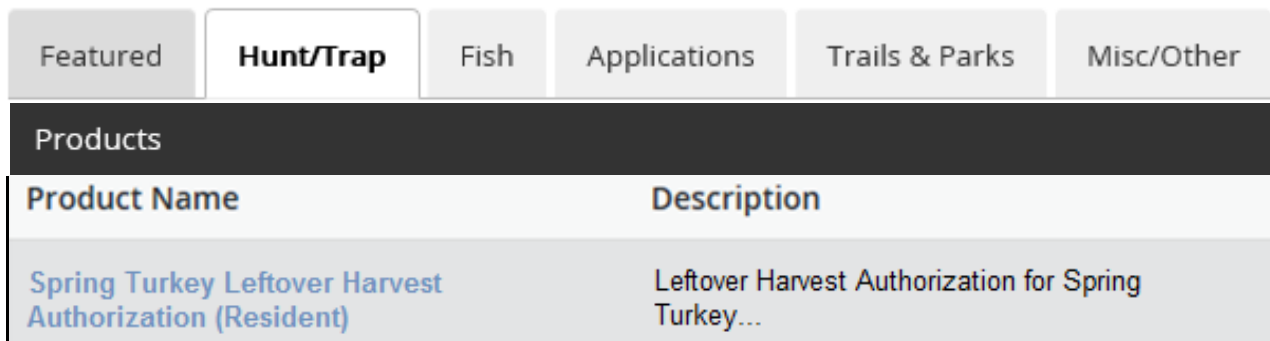 Featured Hunt/Trap Fish Applications Trails & Parks Misc/Other
Products
Product Name Description
Spring Turkey Leftover Harvest Leftover Harvest Authorization for Spring
Authorization (Resident) Turkey...